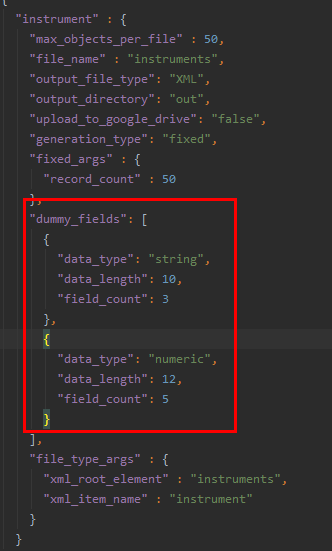 {
"instrument" : {
"max_objects_per_file" : 50,
"file_name" : "instruments",
"output_file_type": "XML",
"output_directory": "out",
"upload_to_google_drive": "false",
"generation_type": "fixed",
"fixed_args" : {
"record_count" : 50
},
"dummy_fields": [
{
"data_type": "string",
"data_length": 10,
"field_count": 3
},
{
"data_type": "numeric",
"data_length": 12,
"field_count": 5
}
],
"file_type_args" : {
"xml_root_element" : "instruments",
"xml_item_name" : "instrument"
}
}